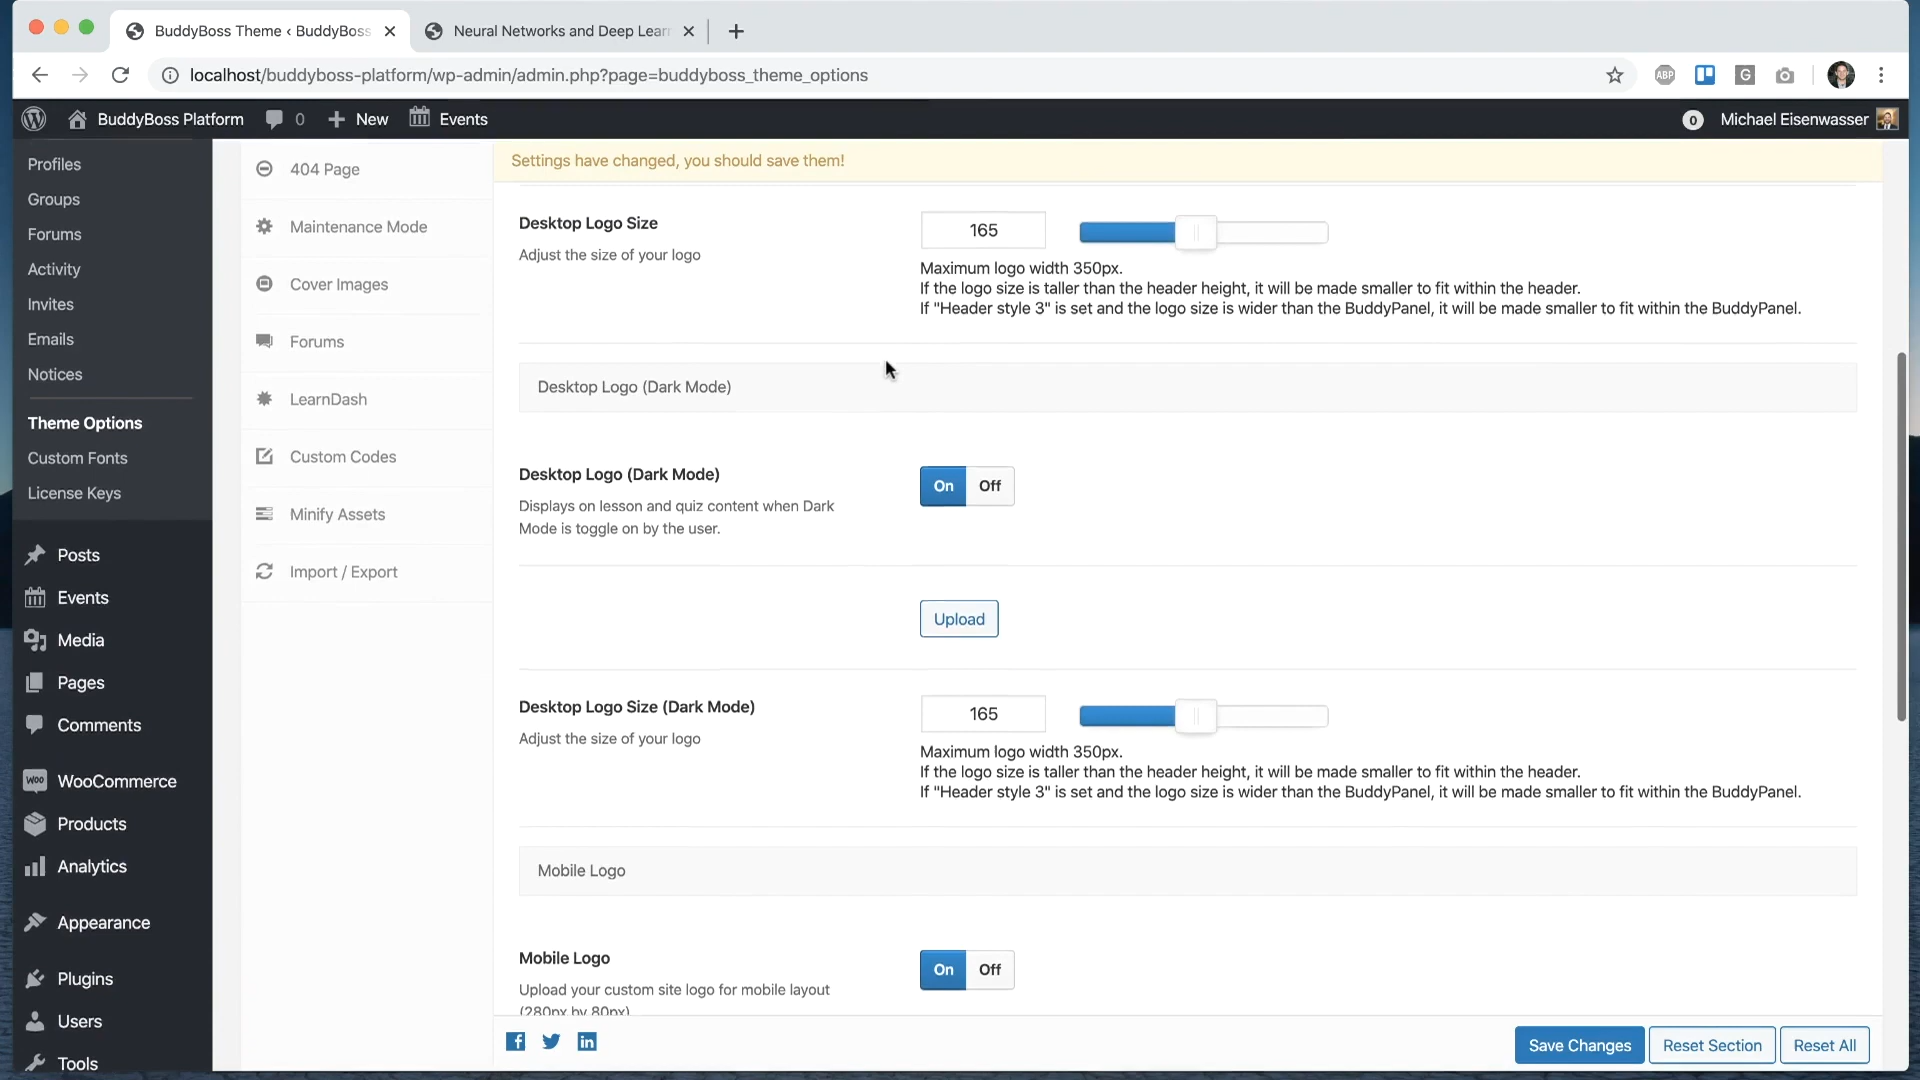 BuddyBoss Theme ‹ BuddyBoss
Neural Networks and Deep Lear
localhost/buddyboss-platform/wp-admin/admin.php?page=buddyboss_theme_options
ABP
G
BuddyBoss Platform
0
New
Events
0
Michael Eisenwasser
Profiles
Groups
Forums
Activity
Invites
Emails
Notices
Theme Options
Custom Fonts
License Keys
Posts
Events
Media
Pages
Comments
Woo
WooCommerce
Products
Analytics
Appearance
Plugins
Users
Tools
404 Page
Maintenance Mode
Cover Images
Forums
LearnDash
Custom Codes
Minify Assets
Import / Export
Settings have changed, you should save them!
Desktop Logo Size
Adjust the size of your logo
165
Maximum logo width 350px.
If the logo size is taller than the header height, it will be made smaller to fit within the header.
If "Header style 3" is set and the logo size is wider than the BuddyPanel, it will be made smaller to fit within the BuddyPanel.
Desktop Logo (Dark Mode)
Desktop Logo (Dark Mode)
Displays on lesson and quiz content when Dark
Mode is toggle on by the user.
On
Off
Upload
Desktop Logo Size (Dark Mode)
Adjust the size of your logo
165
Maximum logo width 350px.
If the logo size is taller than the header height, it will be made smaller to fit within the header.
If "Header style 3" is set and the logo size is wider than the BuddyPanel, it will be made smaller to fit within the BuddyPanel.
Mobile Logo
Mobile Logo
Upload your custom site logo for mobile layout
(280px by 80px)
On
Off
Save Changes
Reset Section
Reset All